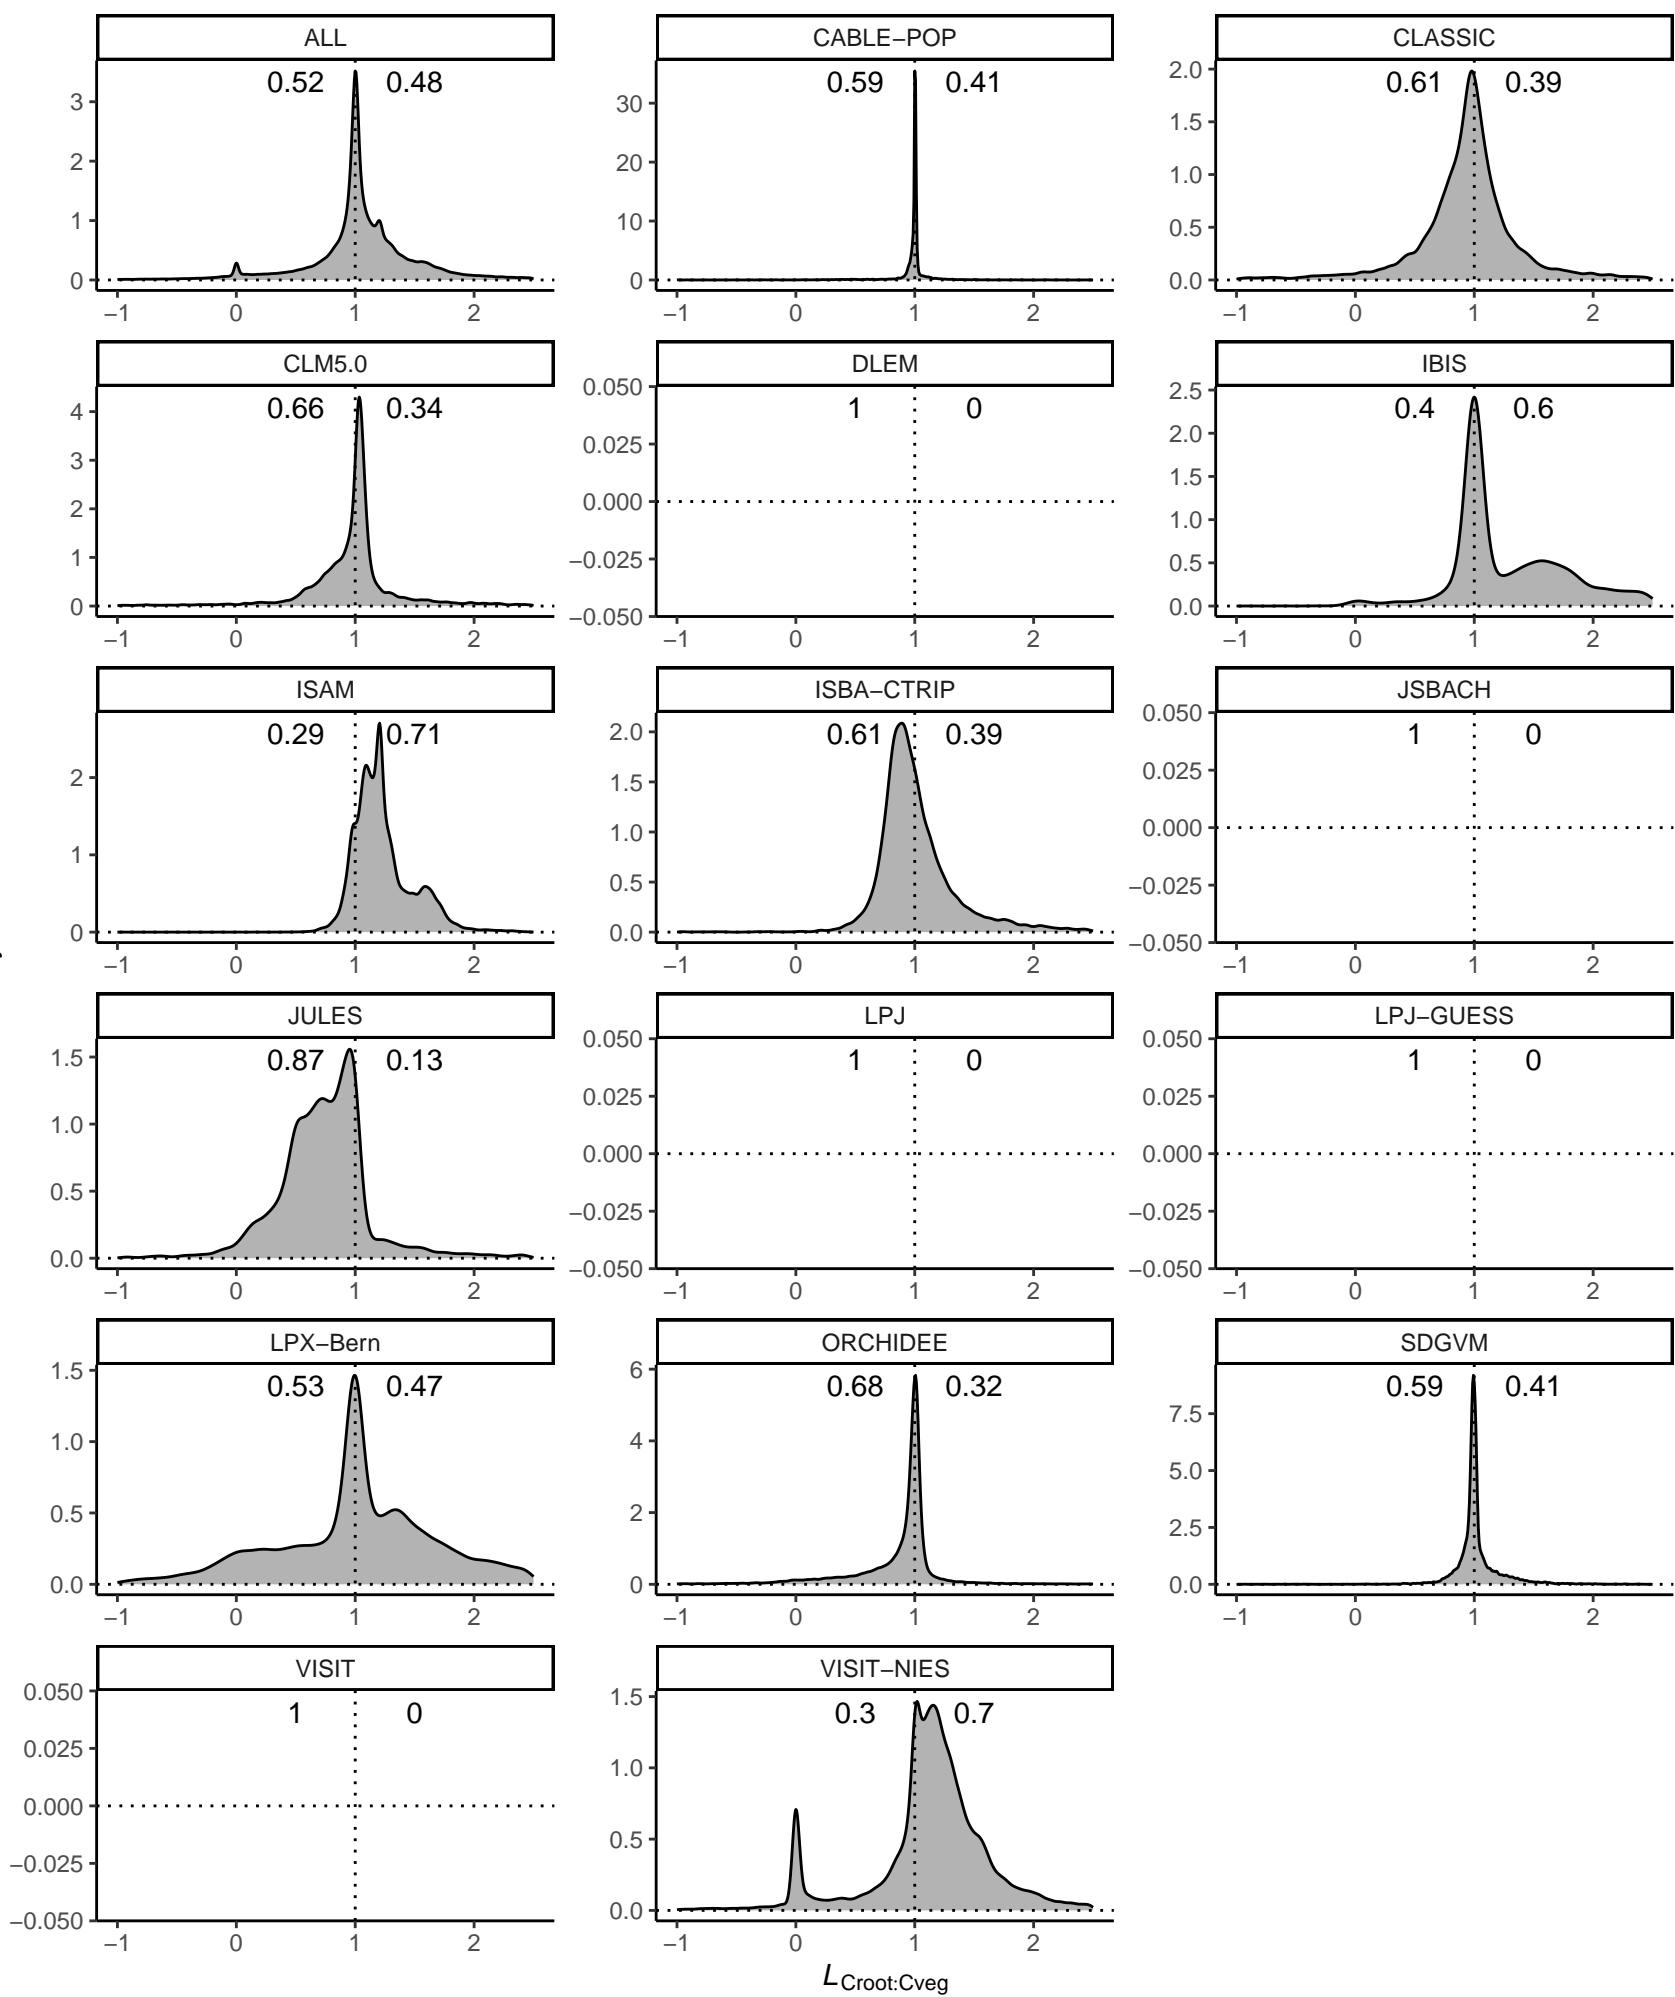 ALL CABLE−POP CLASSIC
0.52 0.48 0.59 0.41 0.61 0.39
3 2 1 0
30 20 10 0
2.0 1.5 1.0 0.5 0.0
−1 0 1 2 −1 0 1 2 −1 0 1 2
CLM5.0 DLEM IBIS
0.66 0.34 1 0 0.4 0.6
4 3 2 1 0
0.050 0.025 0.000 −0.025 −0.050
2.5 2.0 1.5 1.0 0.5 0.0
−1 0 1 2 −1 0 1 2 −1 0 1 2
ISAM ISBA−CTRIP JSBACH
0.29 0.71 0.61 0.39 1 0
2 1 0
2.0 1.5 1.0 0.5 0.0
0.050 0.025 0.000 −0.025 −0.050
−1 0 1 2 −1 0 1 2 −1 0 1 2
JULES LPJ LPJ−GUESS
0.87 0.13 1 0 1 0
1.5 1.0 0.5 0.0
0.050 0.025 0.000 −0.025 −0.050
0.050 0.025 0.000 −0.025 −0.050
−1 0 1 2 −1 0 1 2 −1 0 1 2
LPX−Bern ORCHIDEE SDGVM
0.53 0.47 0.68 0.32 0.59 0.41
1.5 1.0 0.5 0.0
6 4 2 0
7.5 5.0 2.5 0.0
−1 0 1 2 −1 0 1 2 −1 0 1 2
VISIT VISIT−NIES
1 0 0.3 0.7
0.050 0.025 0.000 −0.025 −0.050
1.5 1.0 0.5 0.0
−1 0 1 2 −1 0 1 2
LCroot:Cveg